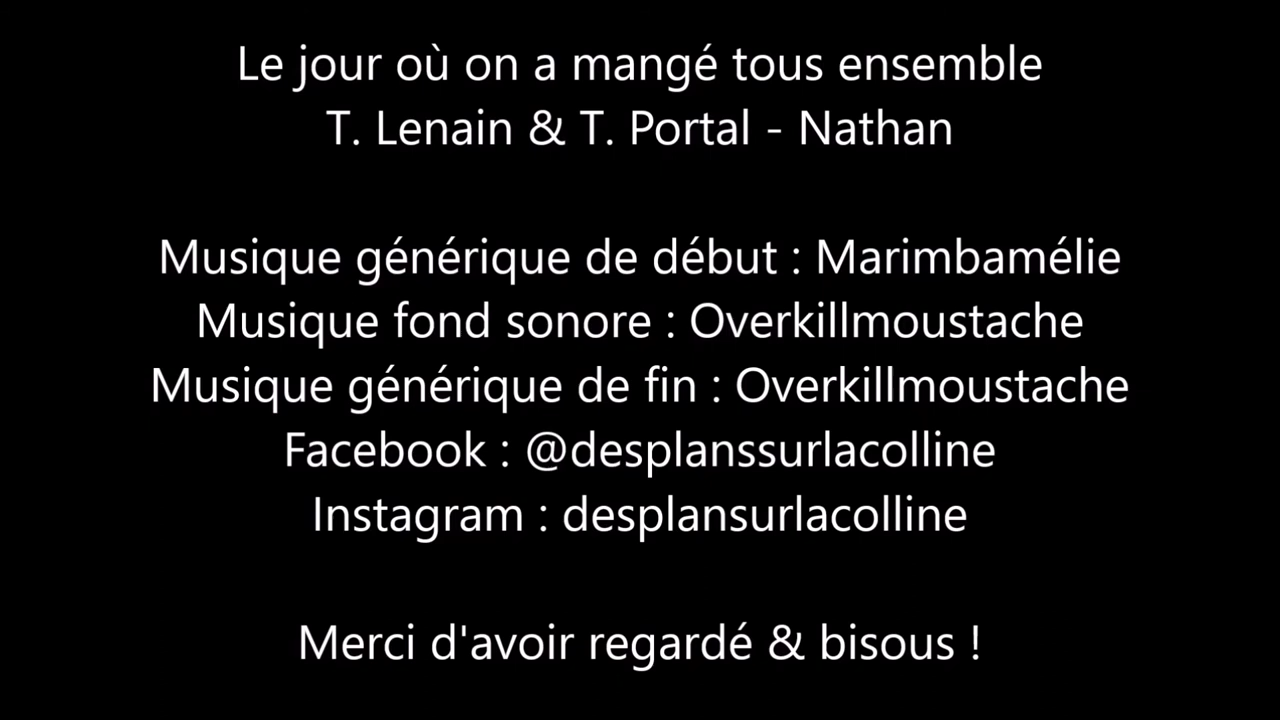 Le jour où on a mangé tous ensemble
T. Lenain & T. Portal - Nathan
Musique générique de début : Marimbamélie
Musique fond sonore : Overkillmoustache
Musique générique de fin : Overkillmoustache
Facebook : @desplanssurlacolline
Instagram : desplansurlacolline
Merci d'avoir regardé & bisous !